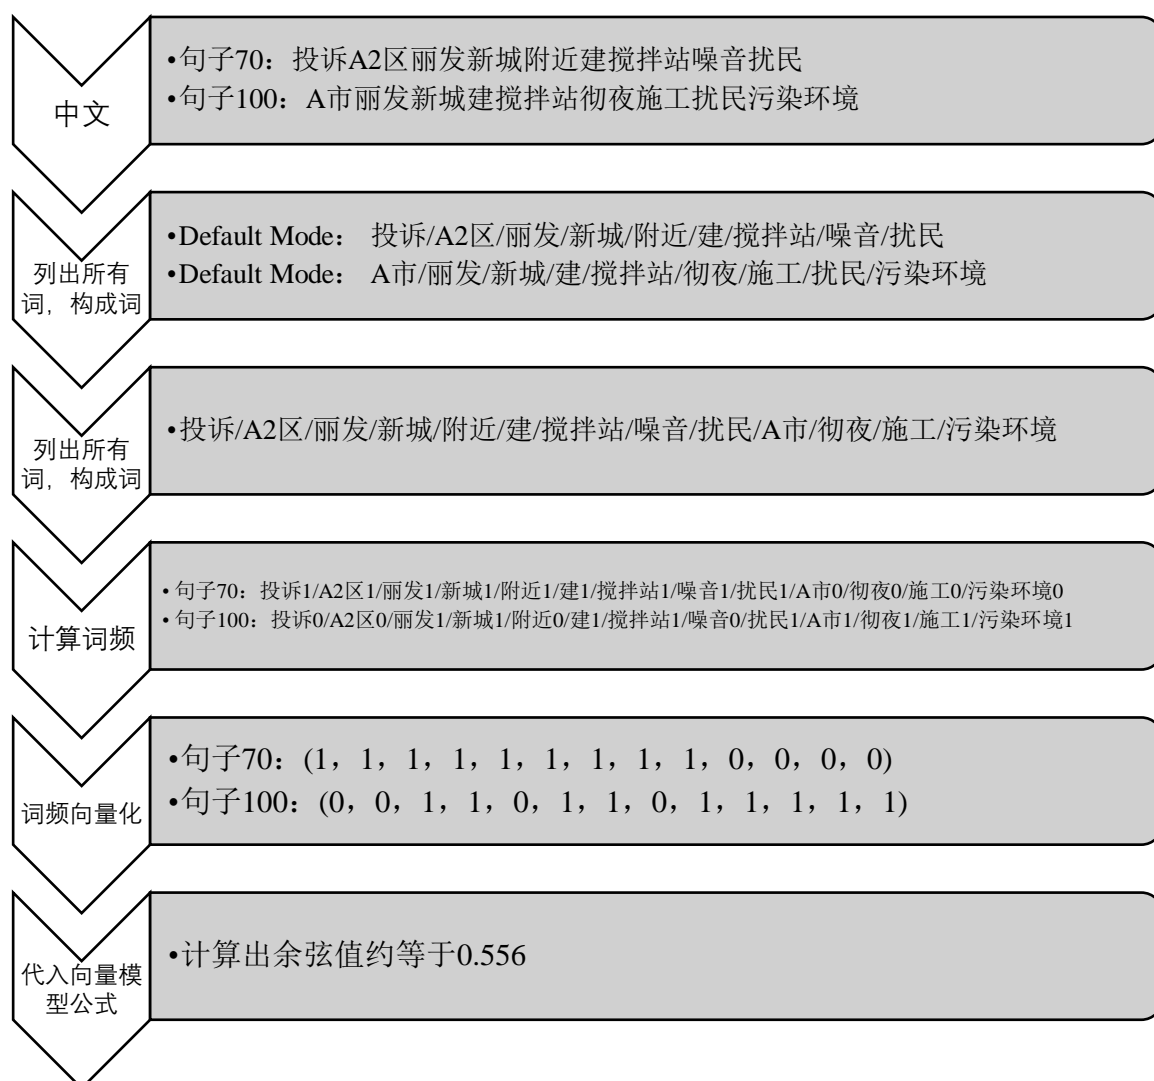 中文
•句子70：投诉A2区丽发新城附近建搅拌站噪音扰民
•句子100：A市丽发新城建搅拌站彻夜施工扰民污染环境
列出所有
词，构成词
•Default Mode： 投诉/A2区/丽发/新城/附近/建/搅拌站/噪音/扰民
•Default Mode： A市/丽发/新城/建/搅拌站/彻夜/施工/扰民/污染环境
列出所有
词，构成词
•投诉/A2区/丽发/新城/附近/建/搅拌站/噪音/扰民/A市/彻夜/施工/污染环境
计算词频
•句子70：投诉1/A2区1/丽发1/新城1/附近1/建1/搅拌站1/噪音1/扰民1/A市0/彻夜0/施工0/污染环境0
•句子100：投诉0/A2区0/丽发1/新城1/附近0/建1/搅拌站1/噪音0/扰民1/A市1/彻夜1/施工1/污染环境1
词频向量化
•句子70：(1，1，1，1，1，1，1，1，1，0，0，0，0)
•句子100：(0，0，1，1，0，1，1，0，1，1，1，1，1)
代入向量模
型公式
•计算出余弦值约等于0.556